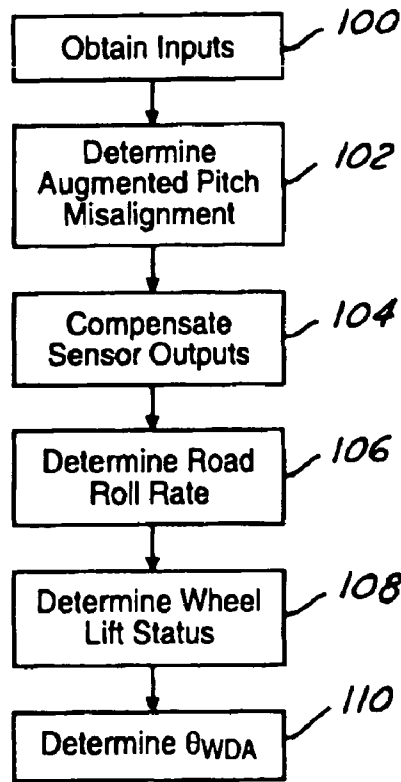 Obtain Inputs
100
Determine
Augmented Pitch
Misalignment
102
Compensate
Sensor Outputs
104
Determine Road
Roll Rate
106
Determine Wheel
Lift Status
108
Determine θWDA
110